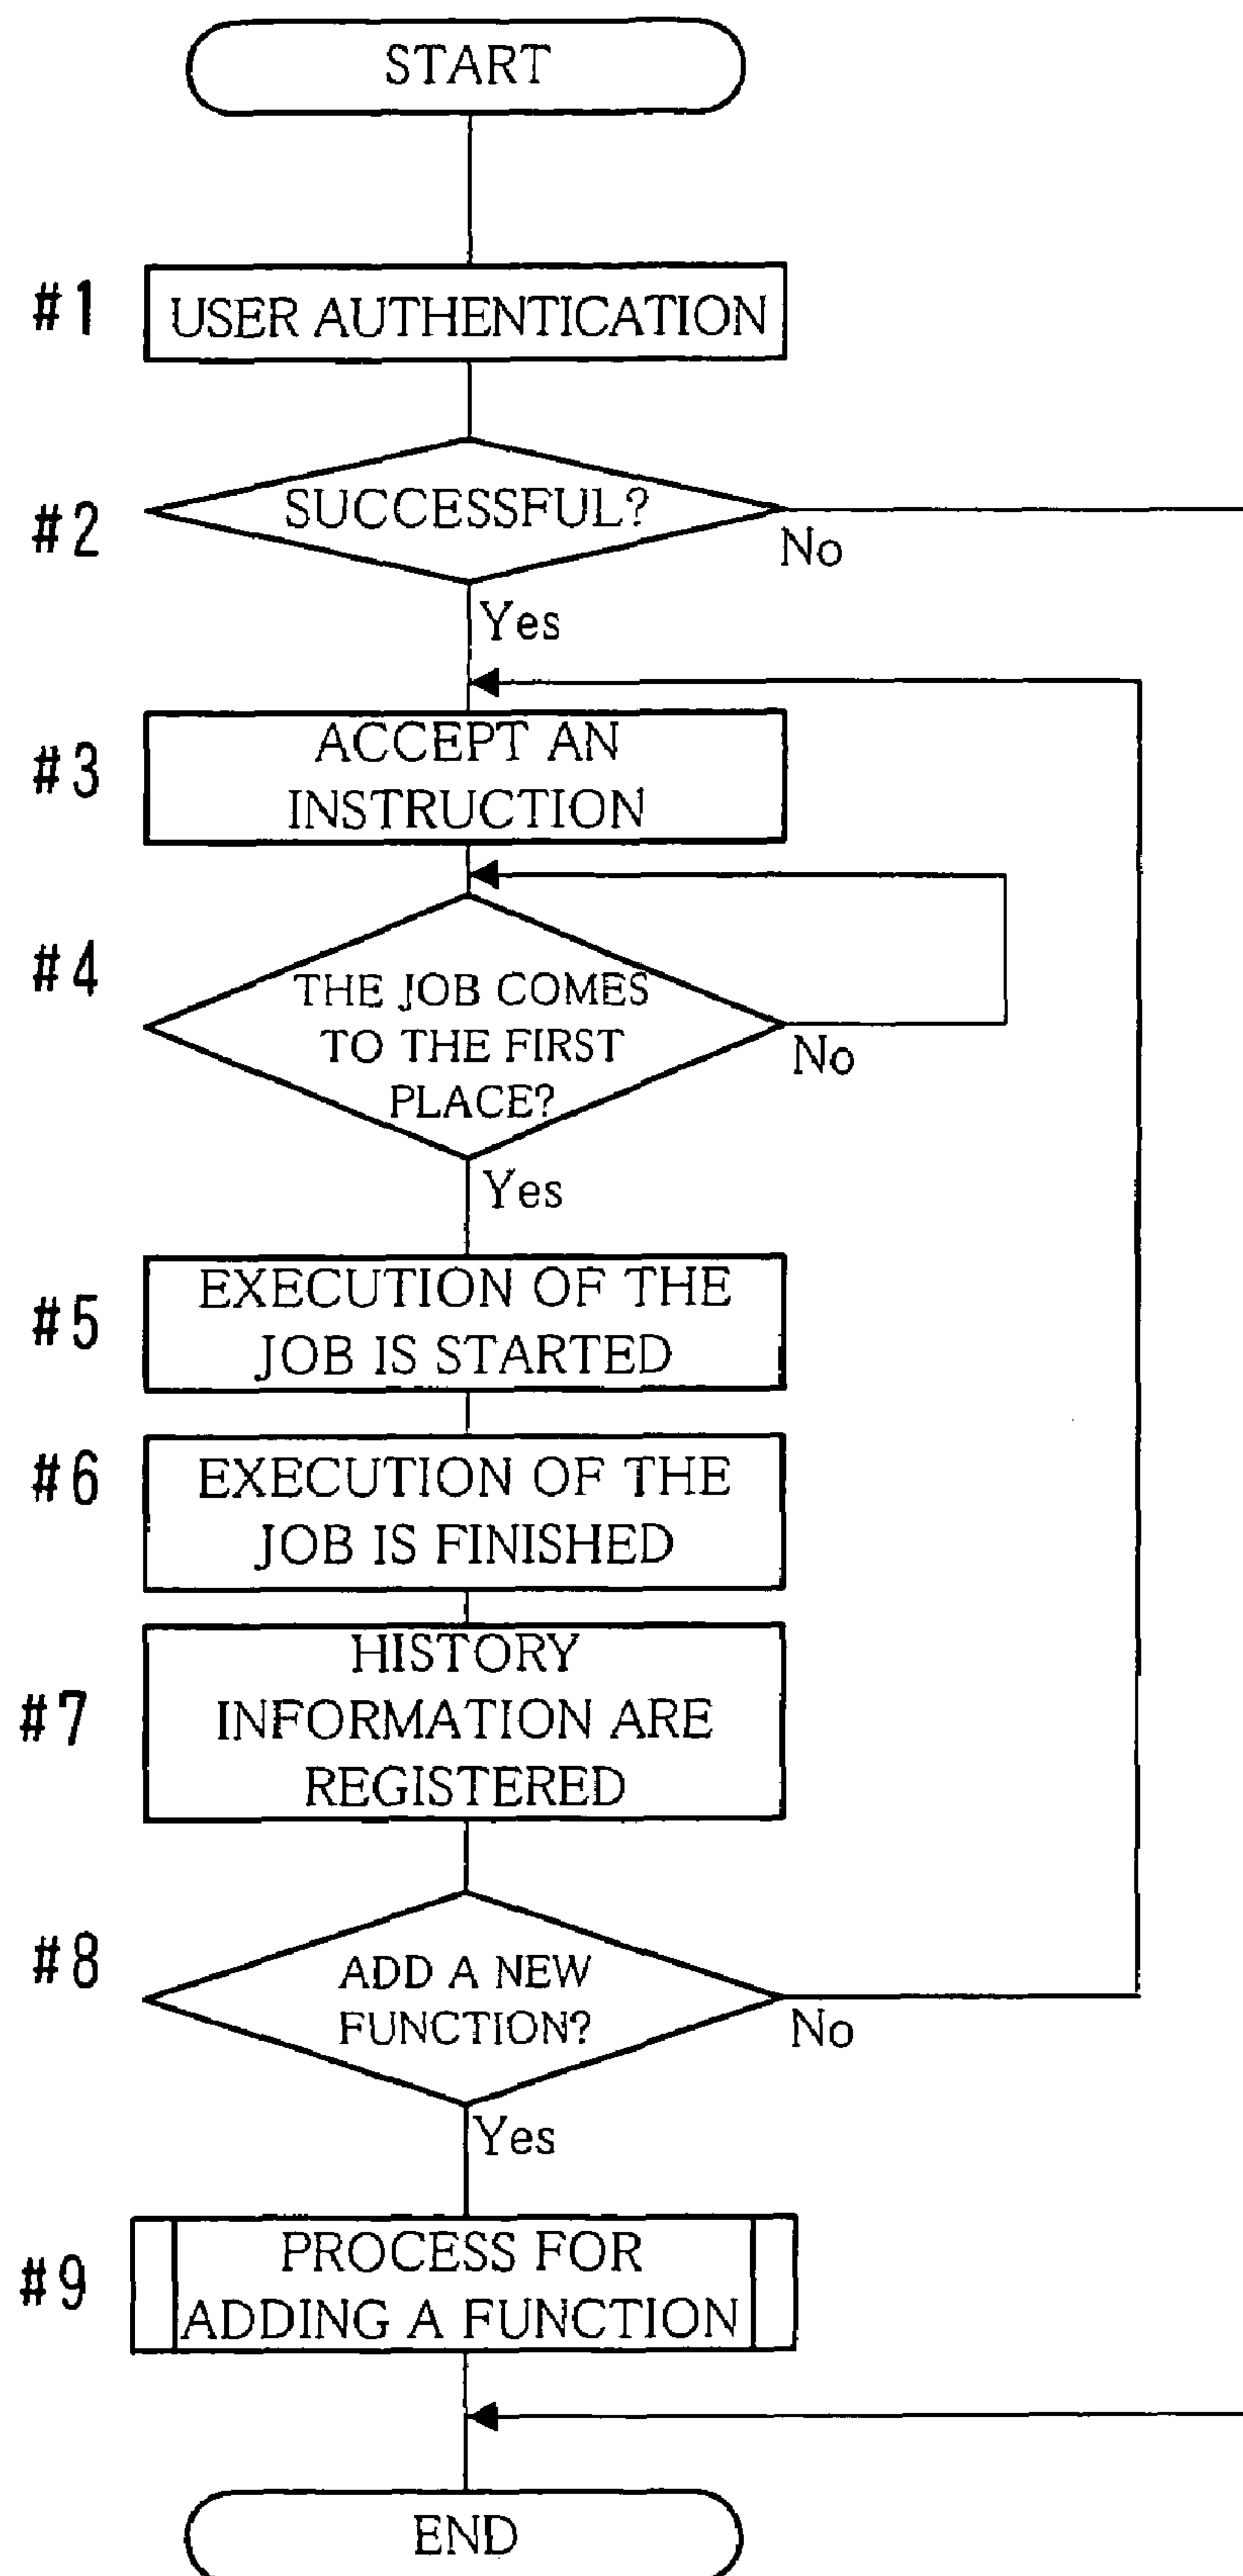 START
#1
USER AUTHENTICATION
#2
SUCCESSFUL?
No
Yes
#3
ACCEPT AN
INSTRUCTION
#4
THE JOB COMES
TO THE FIRST
PLACE?
No
Yes
#5
EXECUTION OF THE
JOB IS STARTED
#6
EXECUTION OF THE
JOB IS FINISHED
#7
HISTORY
INFORMATION ARE
REGISTERED
#8
ADD A NEW
FUNCTION?
No
Yes
#9
PROCESS FOR
ADDING A FUNCTION
END